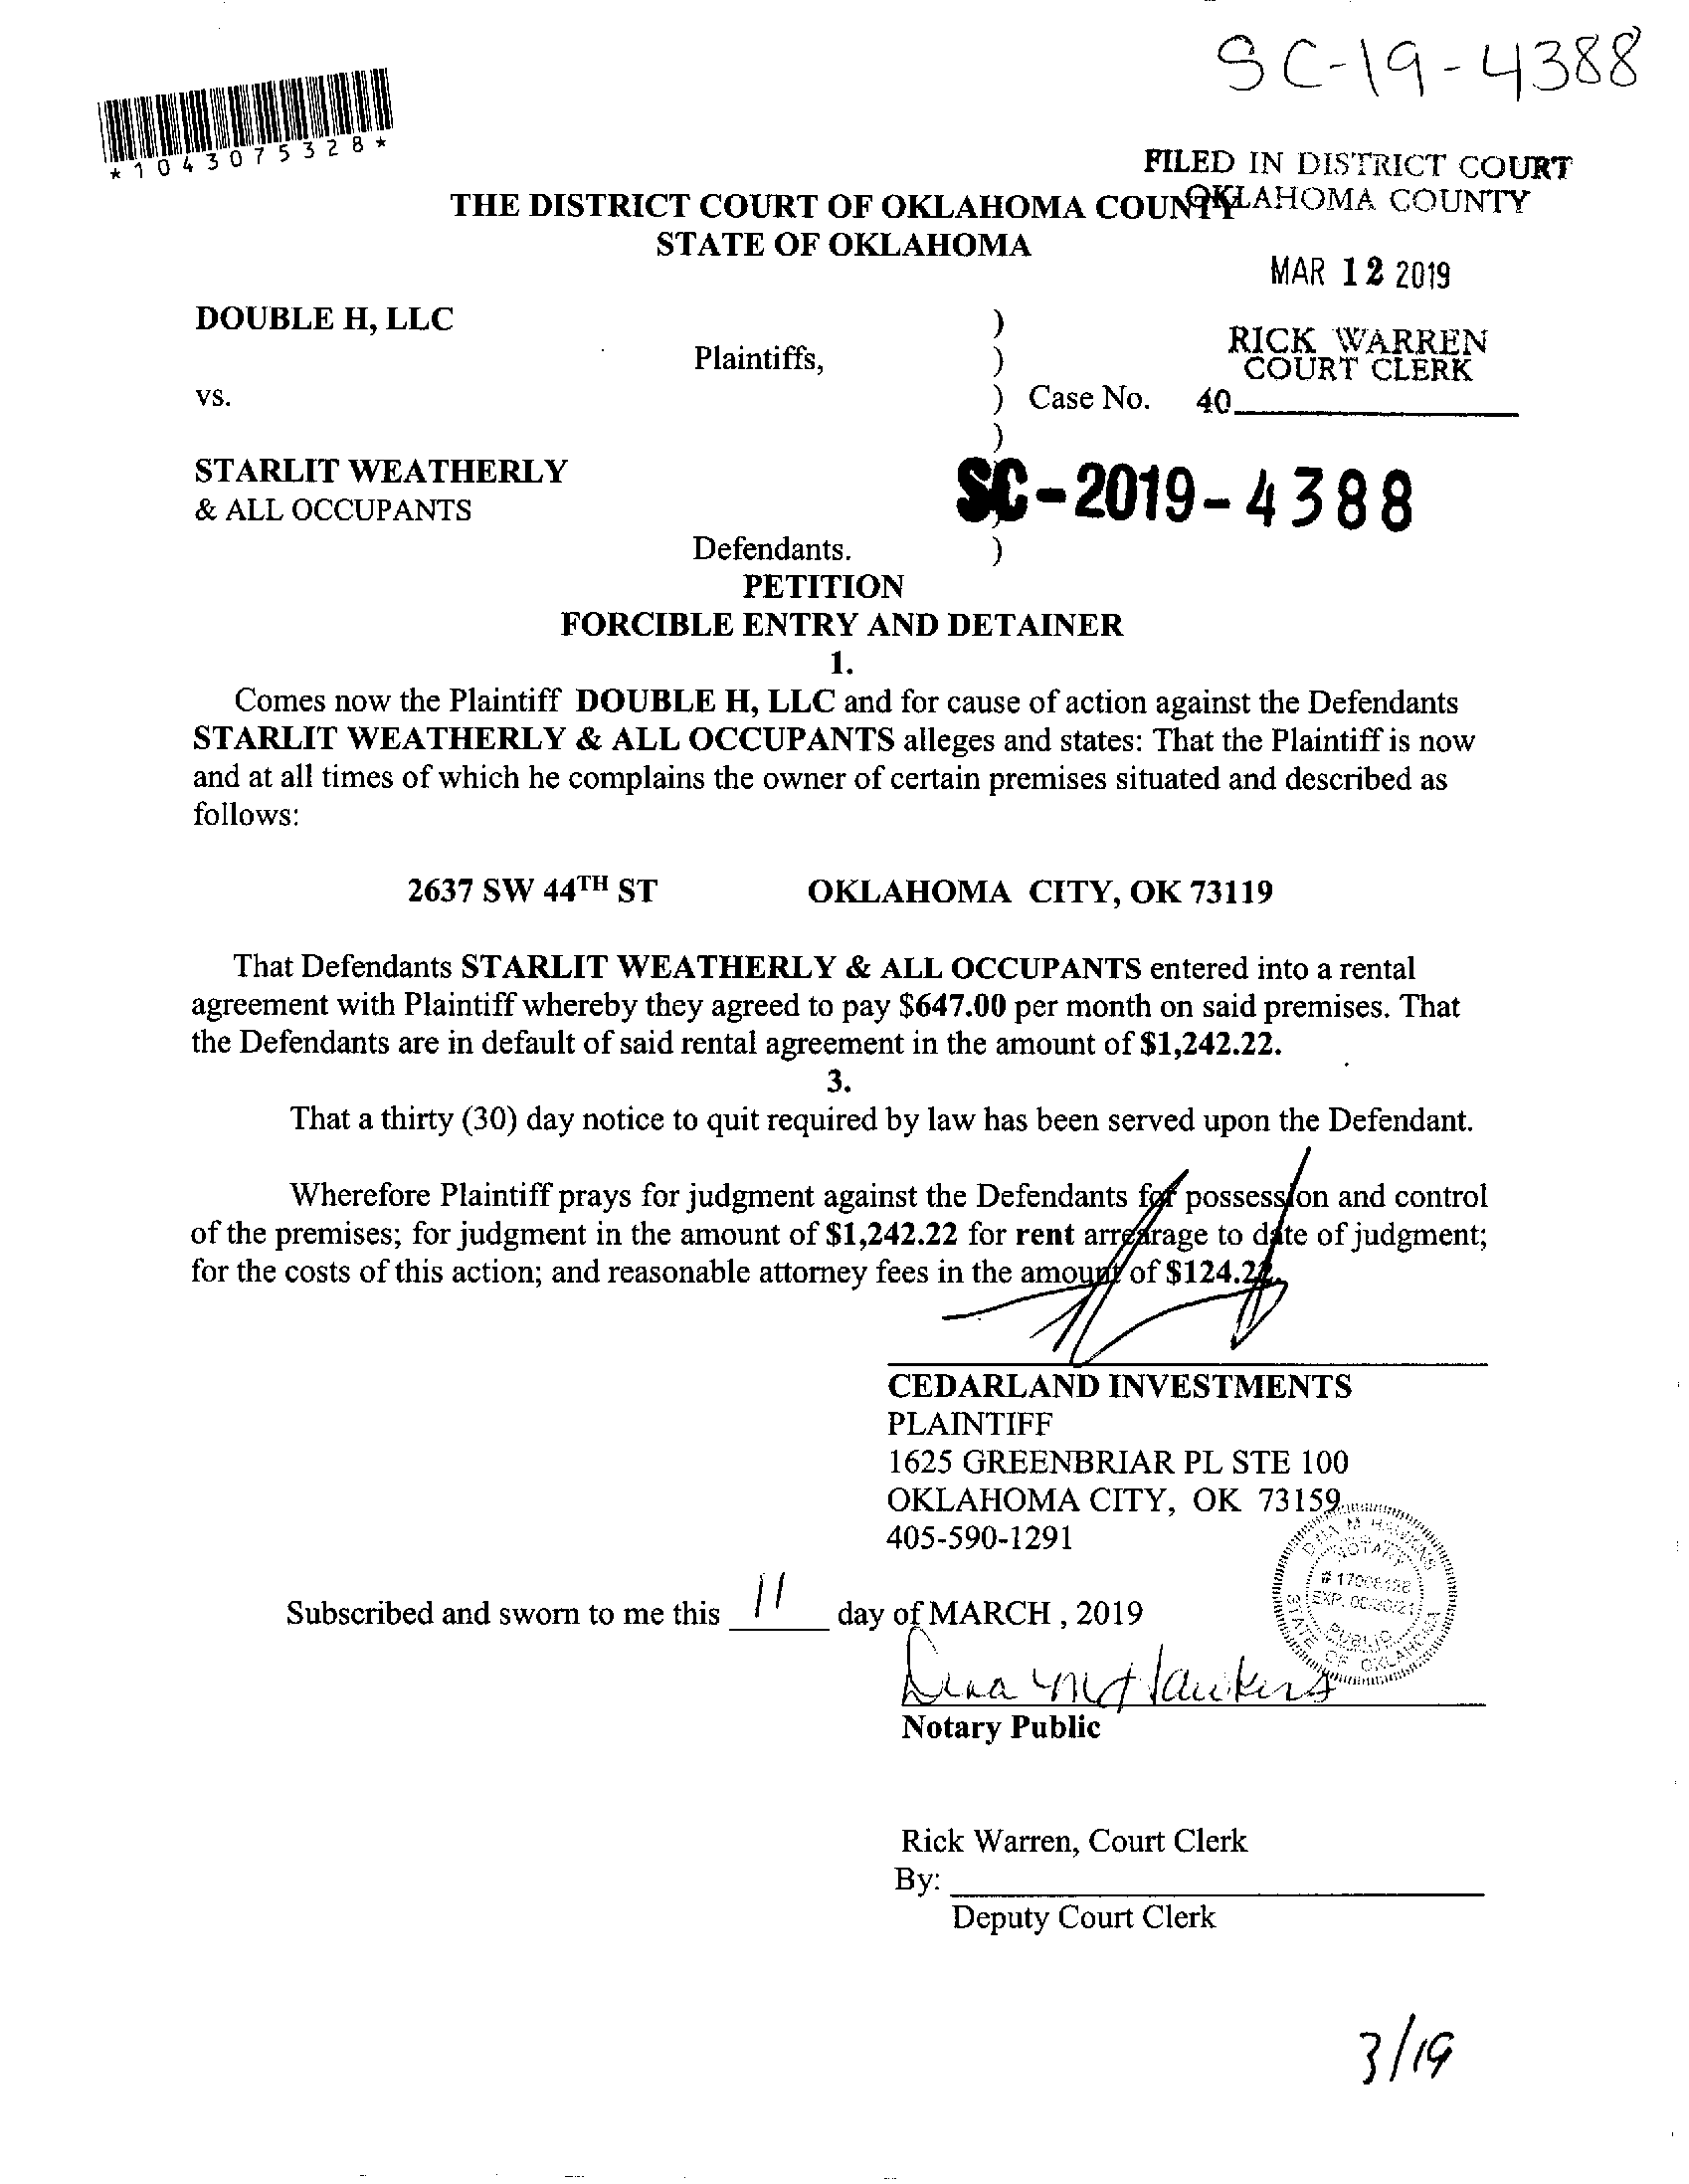 SC-19-4388
*1043075328*
FILED IN DISTRICT COURT
OKLAHOMA COUNTY
THE DISTRICT COURT OF OKLAHOMA COUNTY
STATE OF OKLAHOMA
MAR 12 2019
DOUBLE H, LLC )
RICK WARREN
COURT CLERK
Plaintiffs, )
vs. ) Case No. 40
)
STARLIT WEATHERLY
SC-2019-4388
& ALL OCCUPANTS )
Defendants. )
PETITION
FORCIBLE ENTRY AND DETAINER
1.
Comes now the Plaintiff DOUBLE H, LLC and for cause of action against the Defendants
STARLIT WEATHERLY & ALL OCCUPANTS alleges and states: That the Plaintiff is now
and at all times of which he complains the owner of certain premises situated and described as
follows:
2637 SW 44TH ST OKLAHOMA CITY, OK 73119
That Defendants STARLIT WEATHERLY & ALL OCCUPANTS entered into a rental
agreement with Plaintiff whereby they agreed to pay $647.00 per month on said premises. That
the Defendants are in default of said rental agreement in the amount of $1,242.22.
3.
That a thirty (30) day notice to quit required by law has been served upon the Defendant.
Wherefore Plaintiff prays for judgment against the Defendants for possession and control
of the premises; for judgment in the amount of $1,242.22 for rent arrearage to date of judgment;
for the costs of this action; and reasonable attorney fees in the amount of $124.22.
CEDARLAND INVESTMENTS
PLAINTIFF
1625 GREENBRIAR PL STE 100
OKLAHOMA CITY, OK 73159
405-590-1291
NOTARY
PUBLIC
STATE OF OKLAHOMA
Subscribed and sworn to me this 11 day of MARCH , 2019
Dina M Hawkins
Notary Public
Rick Warren, Court Clerk
By:
Deputy Court Clerk
3/19